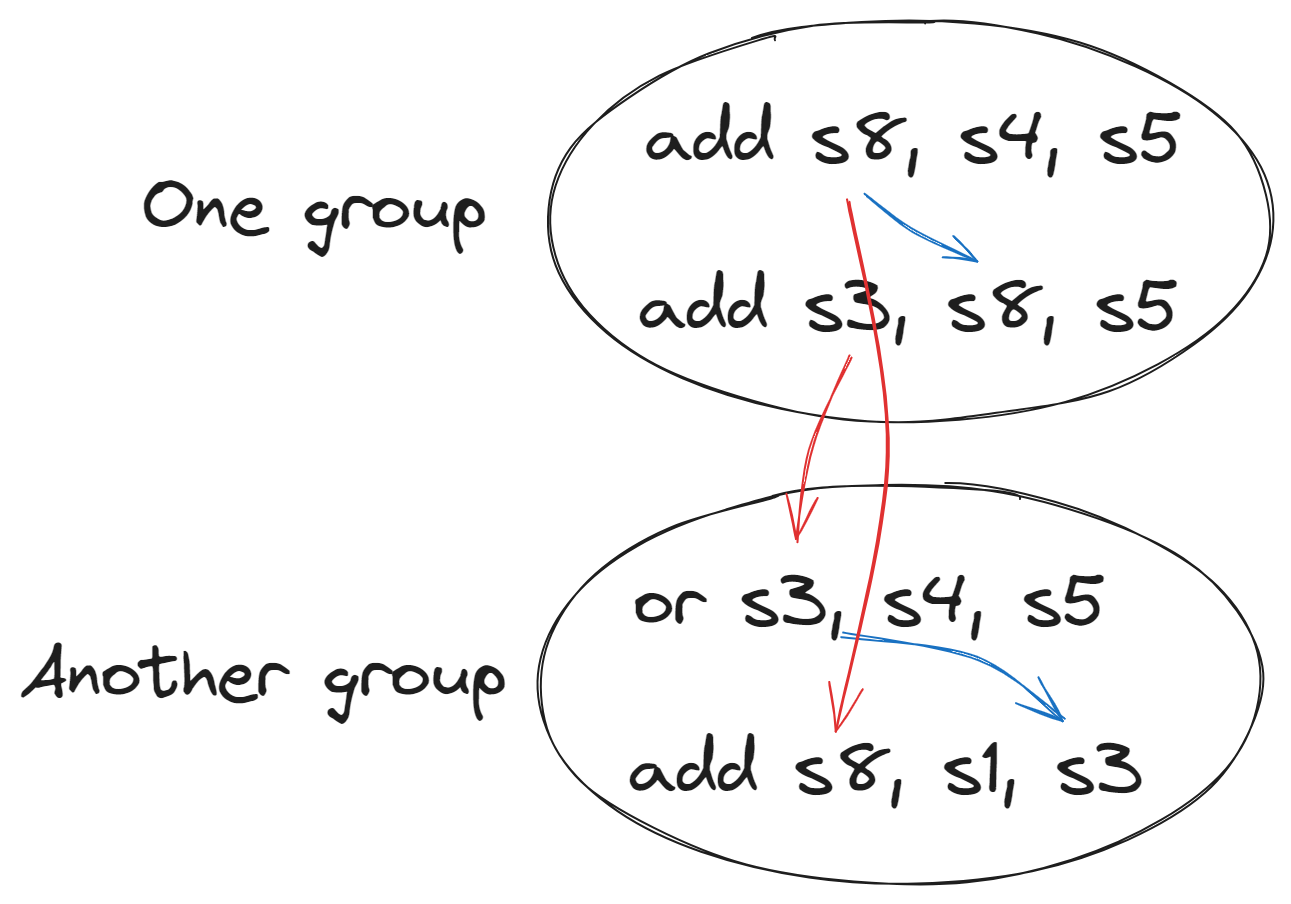 add s8, s4, s5
One group
add s3, s8, s5
or s3, s4, s5
Another group
add s8, s1, s3